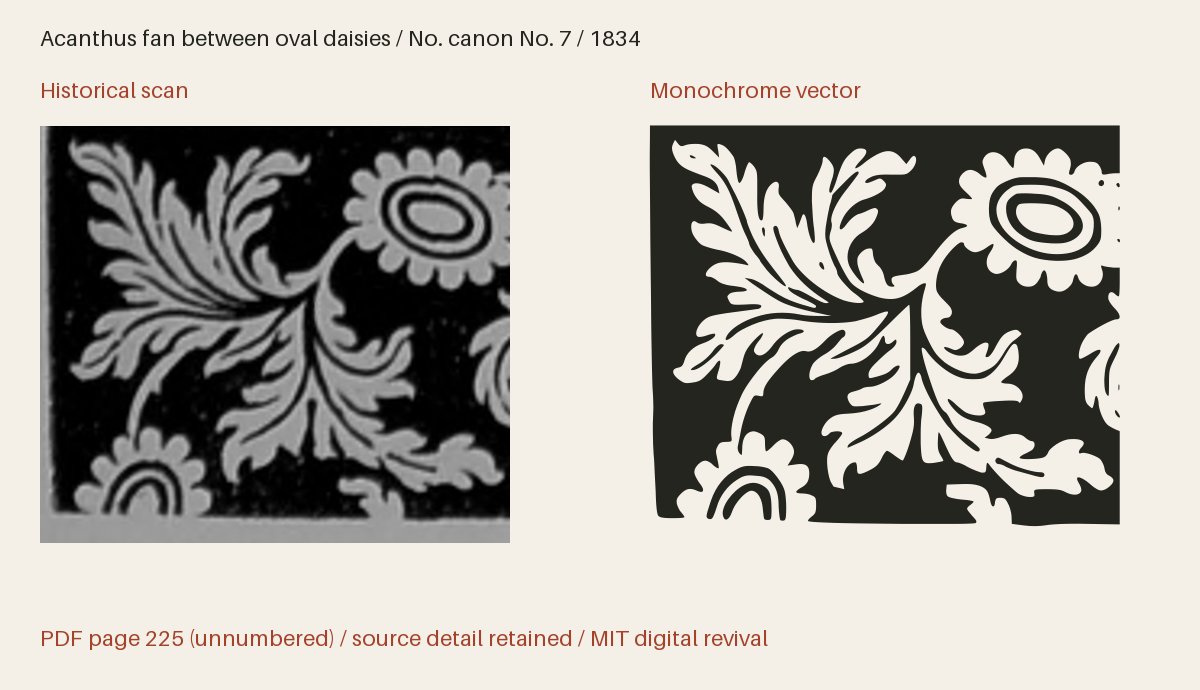 Acanthus fan between oval daisies / No. canon No. 7 / 1834
Historical scan
Monochrome vector
PDF page 225 (unnumbered) / source detail retained / MIT digital revival